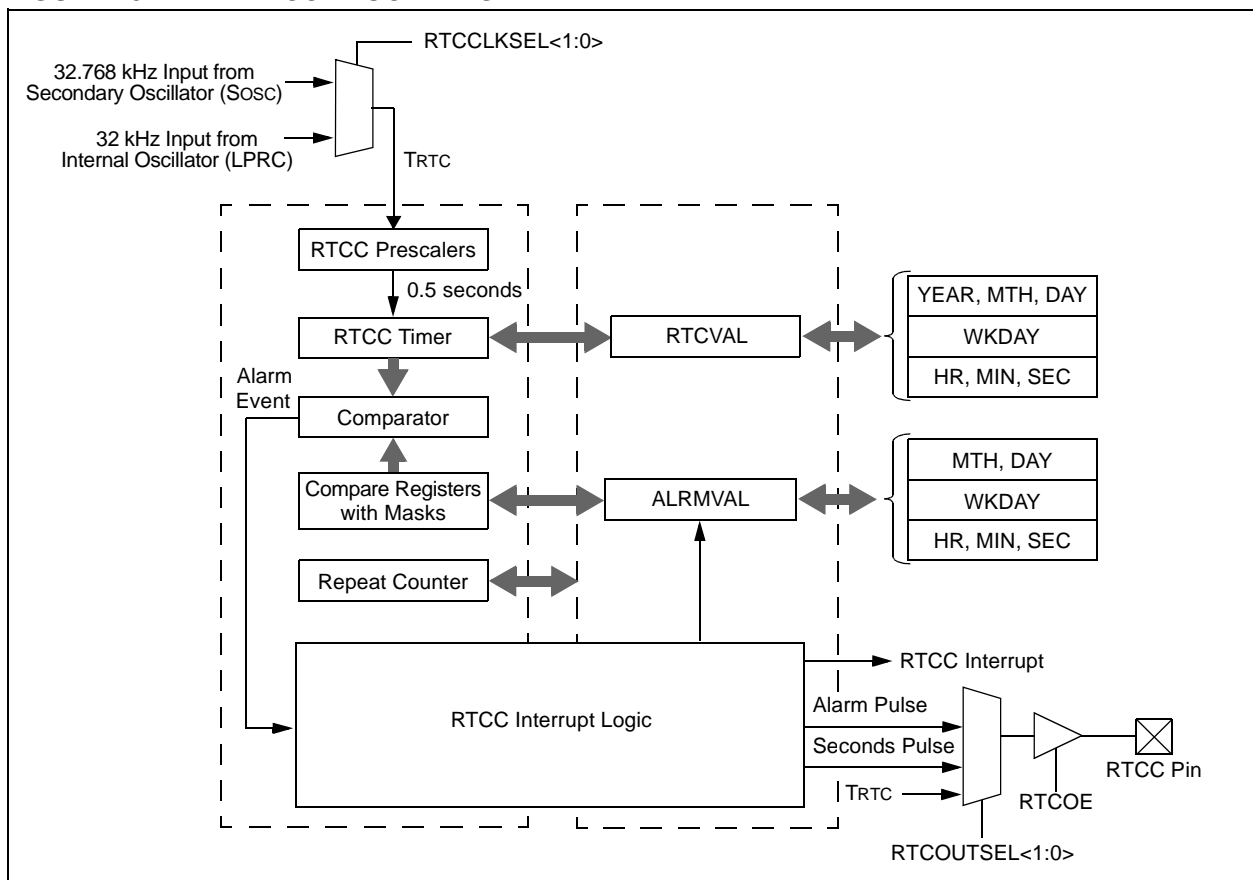 RTCCLKSEL<1:0>
32.768 kHz Input from
Secondary Oscillator (SOSC)
32 kHz Input from
Internal Oscillator (LPRC)
TRTC
RTCC Prescalers
0.5 seconds
RTCC Timer
RTCVAL
YEAR, MTH, DAY
WKDAY
HR, MIN, SEC
Alarm
Event
Comparator
Compare Registers
with Masks
ALRMVAL
MTH, DAY
WKDAY
HR, MIN, SEC
Repeat Counter
RTCC Interrupt Logic
RTCC Interrupt
Alarm Pulse
Seconds Pulse
TRTC
RTCC Pin
RTCOE
RTCOUTSEL<1:0>